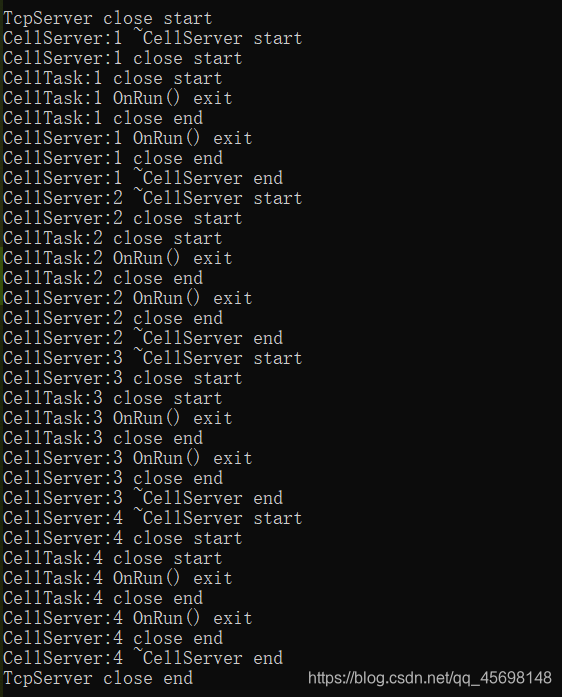 TcpServer close start
CellServer:1 ~CellServer start
CellServer:1 close start
CellTask:1 close start
CellTask:1 OnRun() exit
CellTask:1 close end
CellServer:1 OnRun() exit
CellServer:1 close end
CellServer:1 ~CellServer end
CellServer:2 ~CellServer start
CellServer:2 close start
CellTask:2 close start
CellTask:2 OnRun() exit
CellTask:2 close end
CellServer:2 OnRun() exit
CellServer:2 close end
CellServer:2 ~CellServer end
CellServer:3 ~CellServer start
CellServer:3 close start
CellTask:3 close start
CellTask:3 OnRun() exit
CellTask:3 close end
CellServer:3 OnRun() exit
CellServer:3 close end
CellServer:3 ~CellServer end
CellServer:4 ~CellServer start
CellServer:4 close start
CellTask:4 close start
CellTask:4 OnRun() exit
CellTask:4 close end
CellServer:4 OnRun() exit
CellServer:4 close end
CellServer:4 ~CellServer end
TcpServer close end
https://blog.csdn.net/qq_45698148